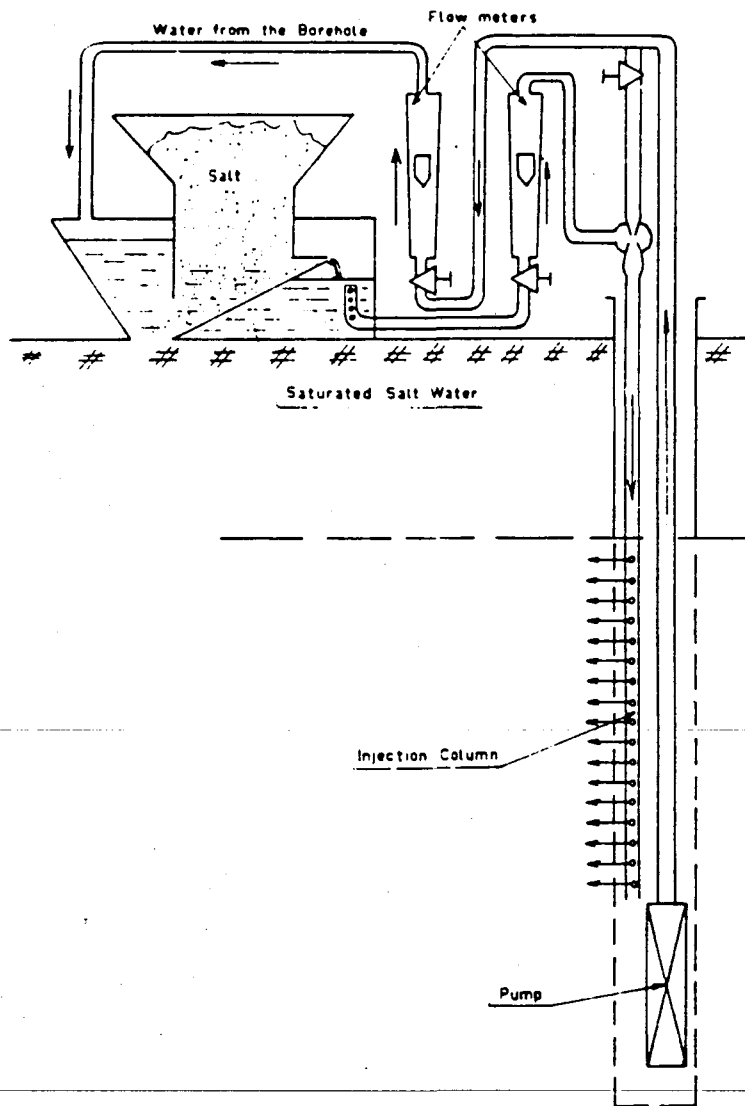 Flow meters
Water from the Borehole
Salt
Saturated Salt Water
Injection Column
Pump